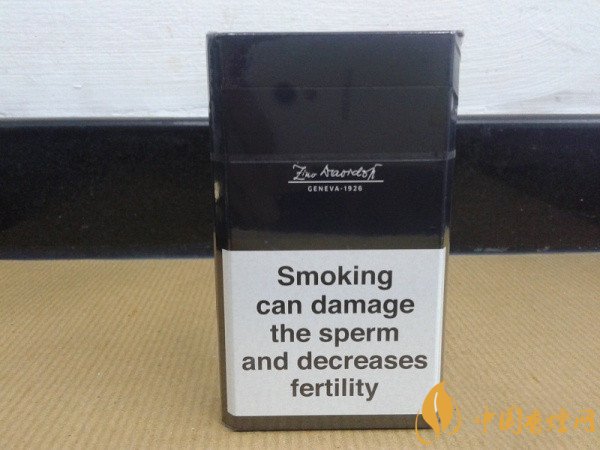 Zino Davidoff
GENEVA·1926
Smoking
can damage
the sperm
and decreases
fertility